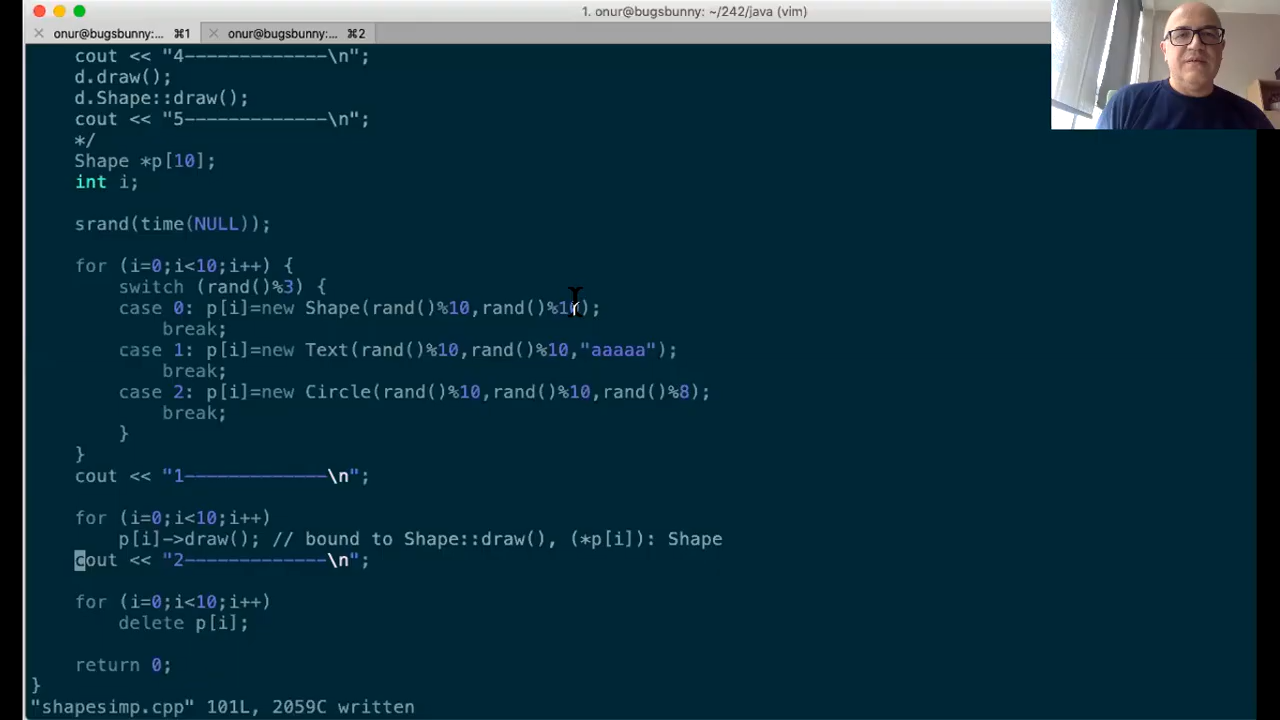 1. onur@bugsbunny: ~/242/java (vim)
onur@bugsbunny:... ⌘1 onur@bugsbunny:... ⌘2
cout << "4-------------\n";
d.draw();
d.Shape::draw();
cout << "5-------------\n";
*/
Shape *p[10];
int i;
srand(time(NULL));
for (i=0;i<10;i++) {
switch (rand()%3) {
case 0: p[i]=new Shape(rand()%10,rand()%10);
break;
case 1: p[i]=new Text(rand()%10,rand()%10,"aaaaa");
break;
case 2: p[i]=new Circle(rand()%10,rand()%10,rand()%8);
break;
}
}
cout << "1-------------\n";
for (i=0;i<10;i++)
p[i]->draw(); // bound to Shape::draw(), (*p[i]): Shape
cout << "2-------------\n";
for (i=0;i<10;i++)
delete p[i];
return 0;
}
"shapesimp.cpp" 101L, 2059C written